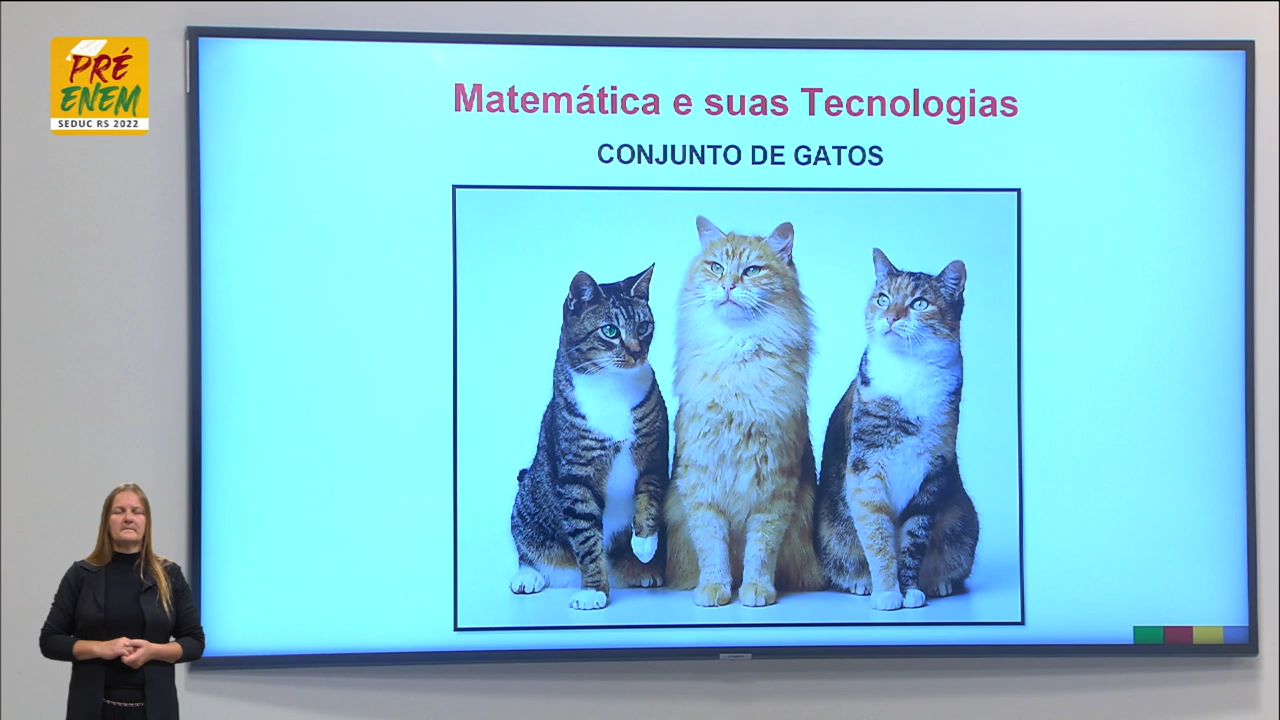 PRÉ
ENEM
SEDUC RS 2022
Matemática e suas Tecnologias
CONJUNTO DE GATOS